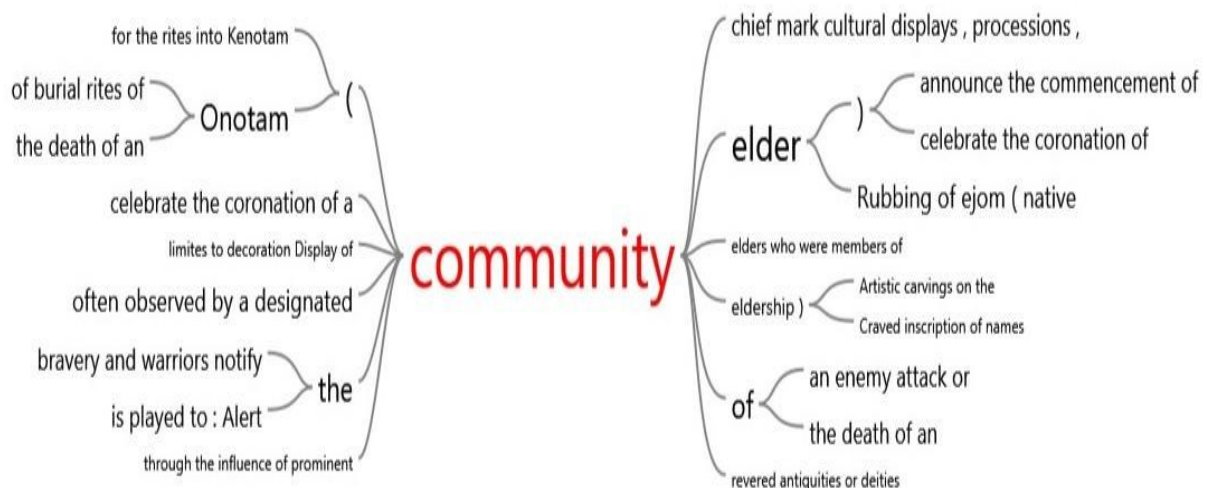 for the rites into Kenotam
(
of burial rites of
Onotam
the death of an
celebrate the coronation of a
limites to decoration Display of
often observed by a designated
bravery and warriors notify
the
is played to : Alert
through the influence of prominent
community
chief mark cultural displays , processions ,
elder
)
announce the commencement of
celebrate the coronation of
Rubbing of ejom ( native
elders who were members of
eldership )
Artistic carvings on the
Craved inscription of names
of
an enemy attack or
the death of an
revered antiquities or deities